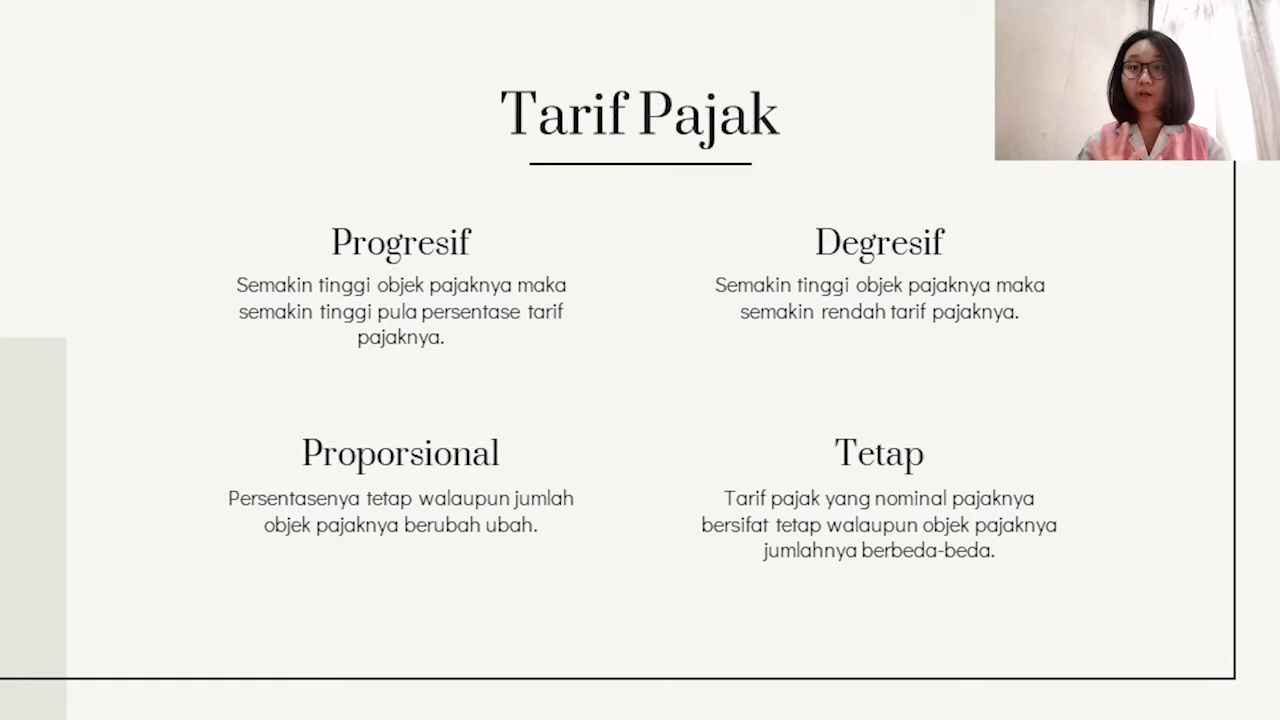 Tarif Pajak
Progresif
Semakin tinggi objek pajaknya maka
semakin tinggi pula persentase tarif
pajaknya.
Degresif
Semakin tinggi objek pajaknya maka
semakin rendah tarif pajaknya.
Proporsional
Persentasenya tetap walaupun jumlah
objek pajaknya berubah ubah.
Tetap
Tarif pajak yang nominal pajaknya
bersifat tetap walaupun objek pajaknya
jumlahnya berbeda-beda.